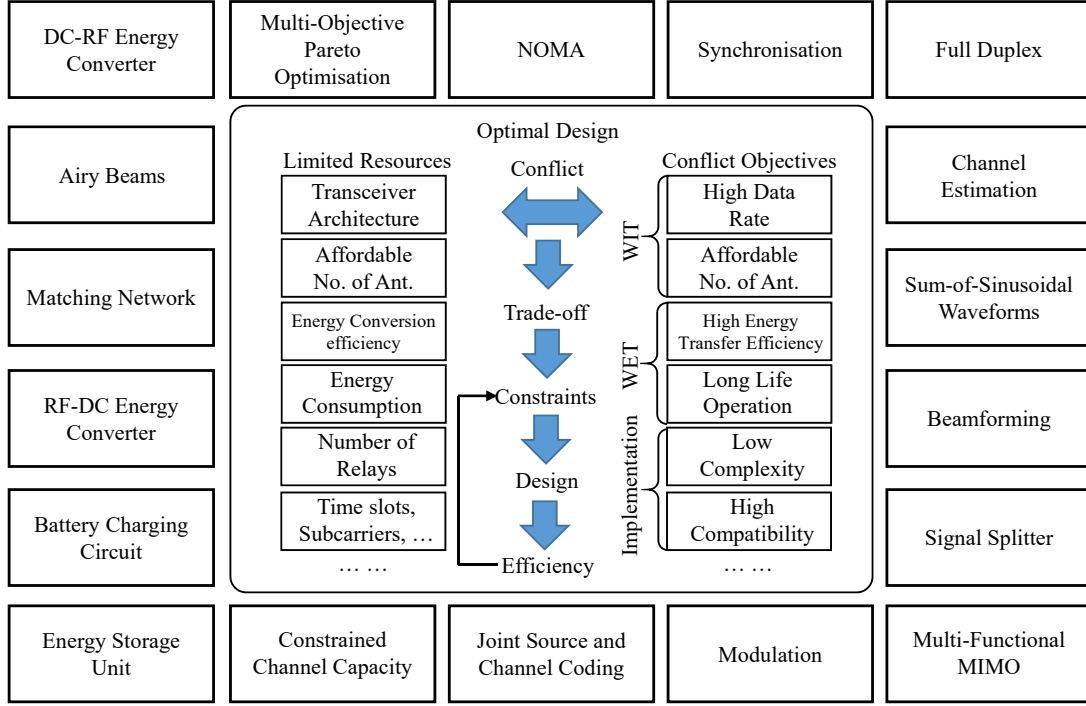 DC-RF Energy
Converter
Multi-Objective
Pareto
Optimisation
NOMA
Synchronisation
Full Duplex
Airy Beams
Matching Network
RF-DC Energy
Converter
Battery Charging
Circuit
Energy Storage
Unit
Optimal Design
Limited Resources
Transceiver
Architecture
Affordable
No. of Ant.
Energy Conversion
efficiency
Energy
Consumption
Number of
Relays
Time slots,
Subcarriers, …
… …
Conflict
Trade-off
Constraints
Design
Efficiency
Conflict Objectives
WIT
High Data
Rate
Affordable
No. of Ant.
WET
High Energy
Transfer Efficiency
Long Life
Operation
Implementation
Low
Complexity
High
Compatibility
… …
Channel
Estimation
Sum-of-Sinusoidal
Waveforms
Beamforming
Signal Splitter
Constrained
Channel Capacity
Joint Source and
Channel Coding
Modulation
Multi-Functional
MIMO